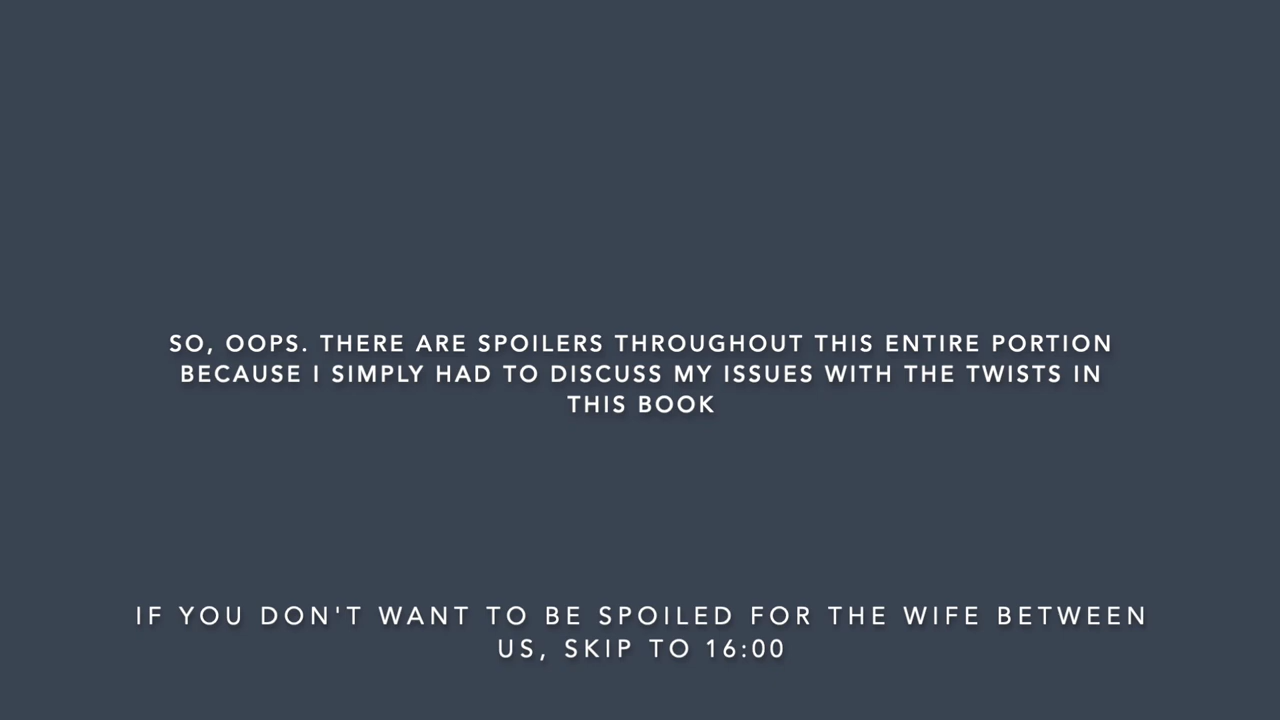 SO, OOPS. THERE ARE SPOILERS THROUGHOUT THIS ENTIRE PORTION
BECAUSE I SIMPLY HAD TO DISCUSS MY ISSUES WITH THE TWISTS IN
THIS BOOK
IF YOU DON'T WANT TO BE SPOILED FOR THE WIFE BETWEEN
US, SKIP TO 16:00